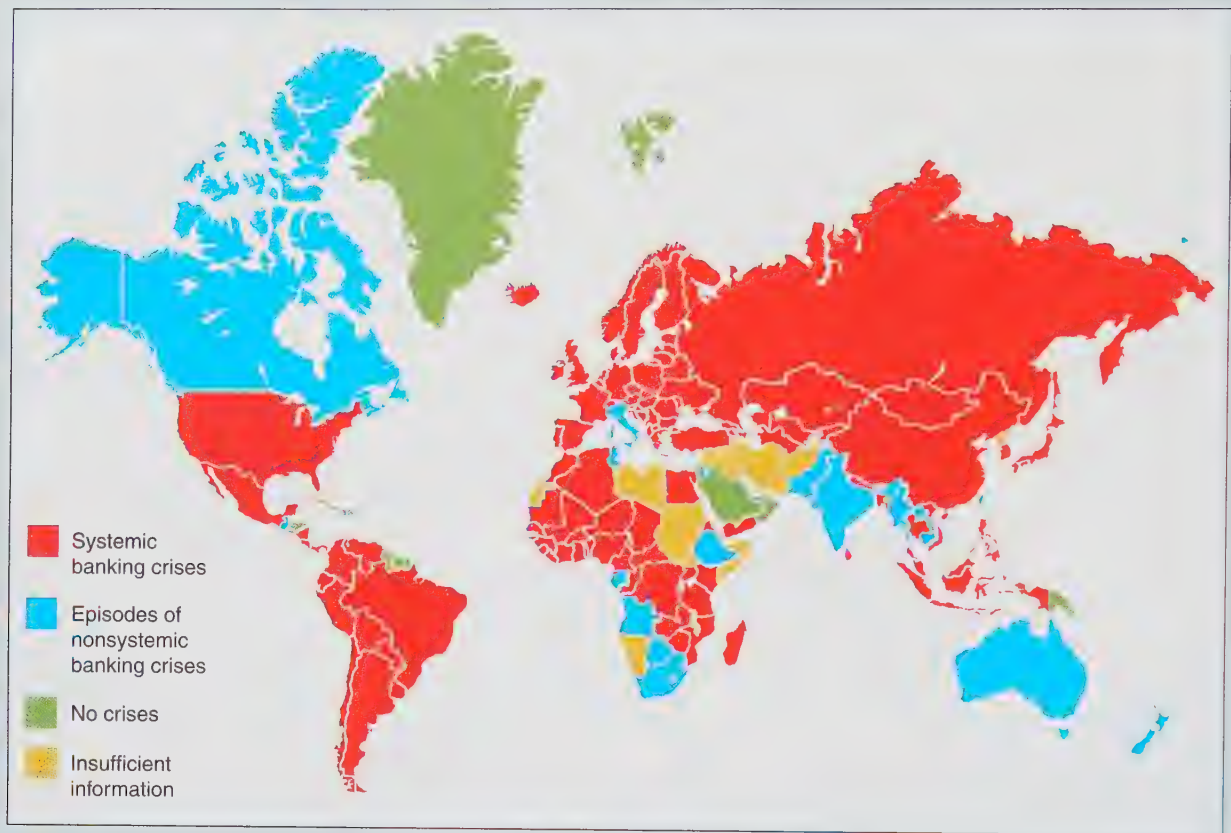 Systemic
banking crises
Episodes of
nonsystemic
banking crises
No crises
Insufficient
information